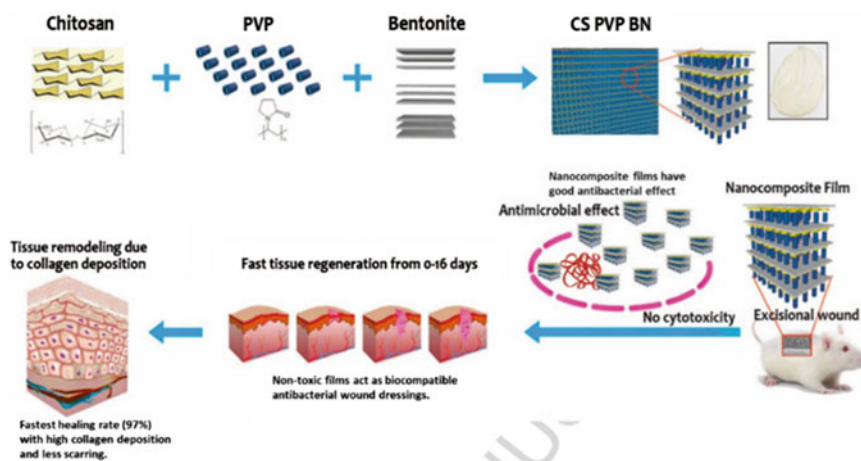 Chitosan
PVP
Bentonite
CS PVP BN
Nanocomposite films have
good antibacterial effect
Antimicrobial effect
Nanocomposite Film
No cytotoxicity
Excisional wound
Fast tissue regeneration from 0-16 days
Non-toxic films act as biocompatible
antibacterial wound dressings.
Tissue remodeling due
to collagen deposition
Fastest healing rate (97%)
with high collagen deposition
and less scarring.